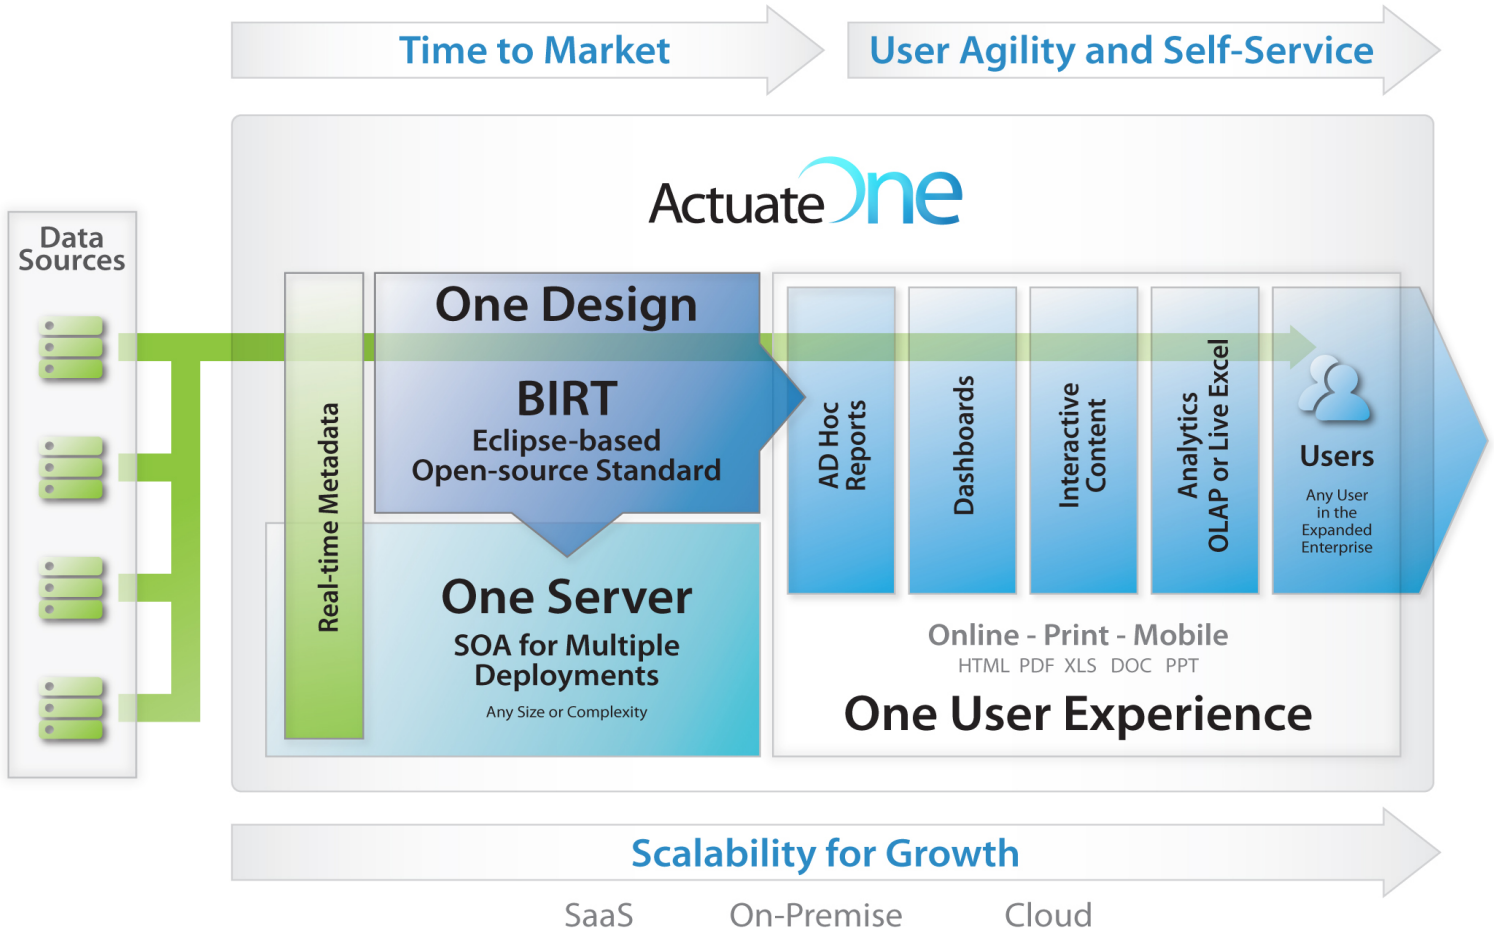 Time to Market
User Agility and Self-Service
ActuateOne
Data
Sources
Real-time Metadata
One Design
BIRT
Eclipse-based
Open-source Standard
One Server
SOA for Multiple
Deployments
Any Size or Complexity
AD Hoc
Reports
Dashboards
Interactive
Content
Analytics
OLAP or Live Excel
Users
Any User
in the
Expanded
Enterprise
Online - Print - Mobile
HTML PDF XLS DOC PPT
One User Experience
Scalability for Growth
SaaS On-Premise Cloud